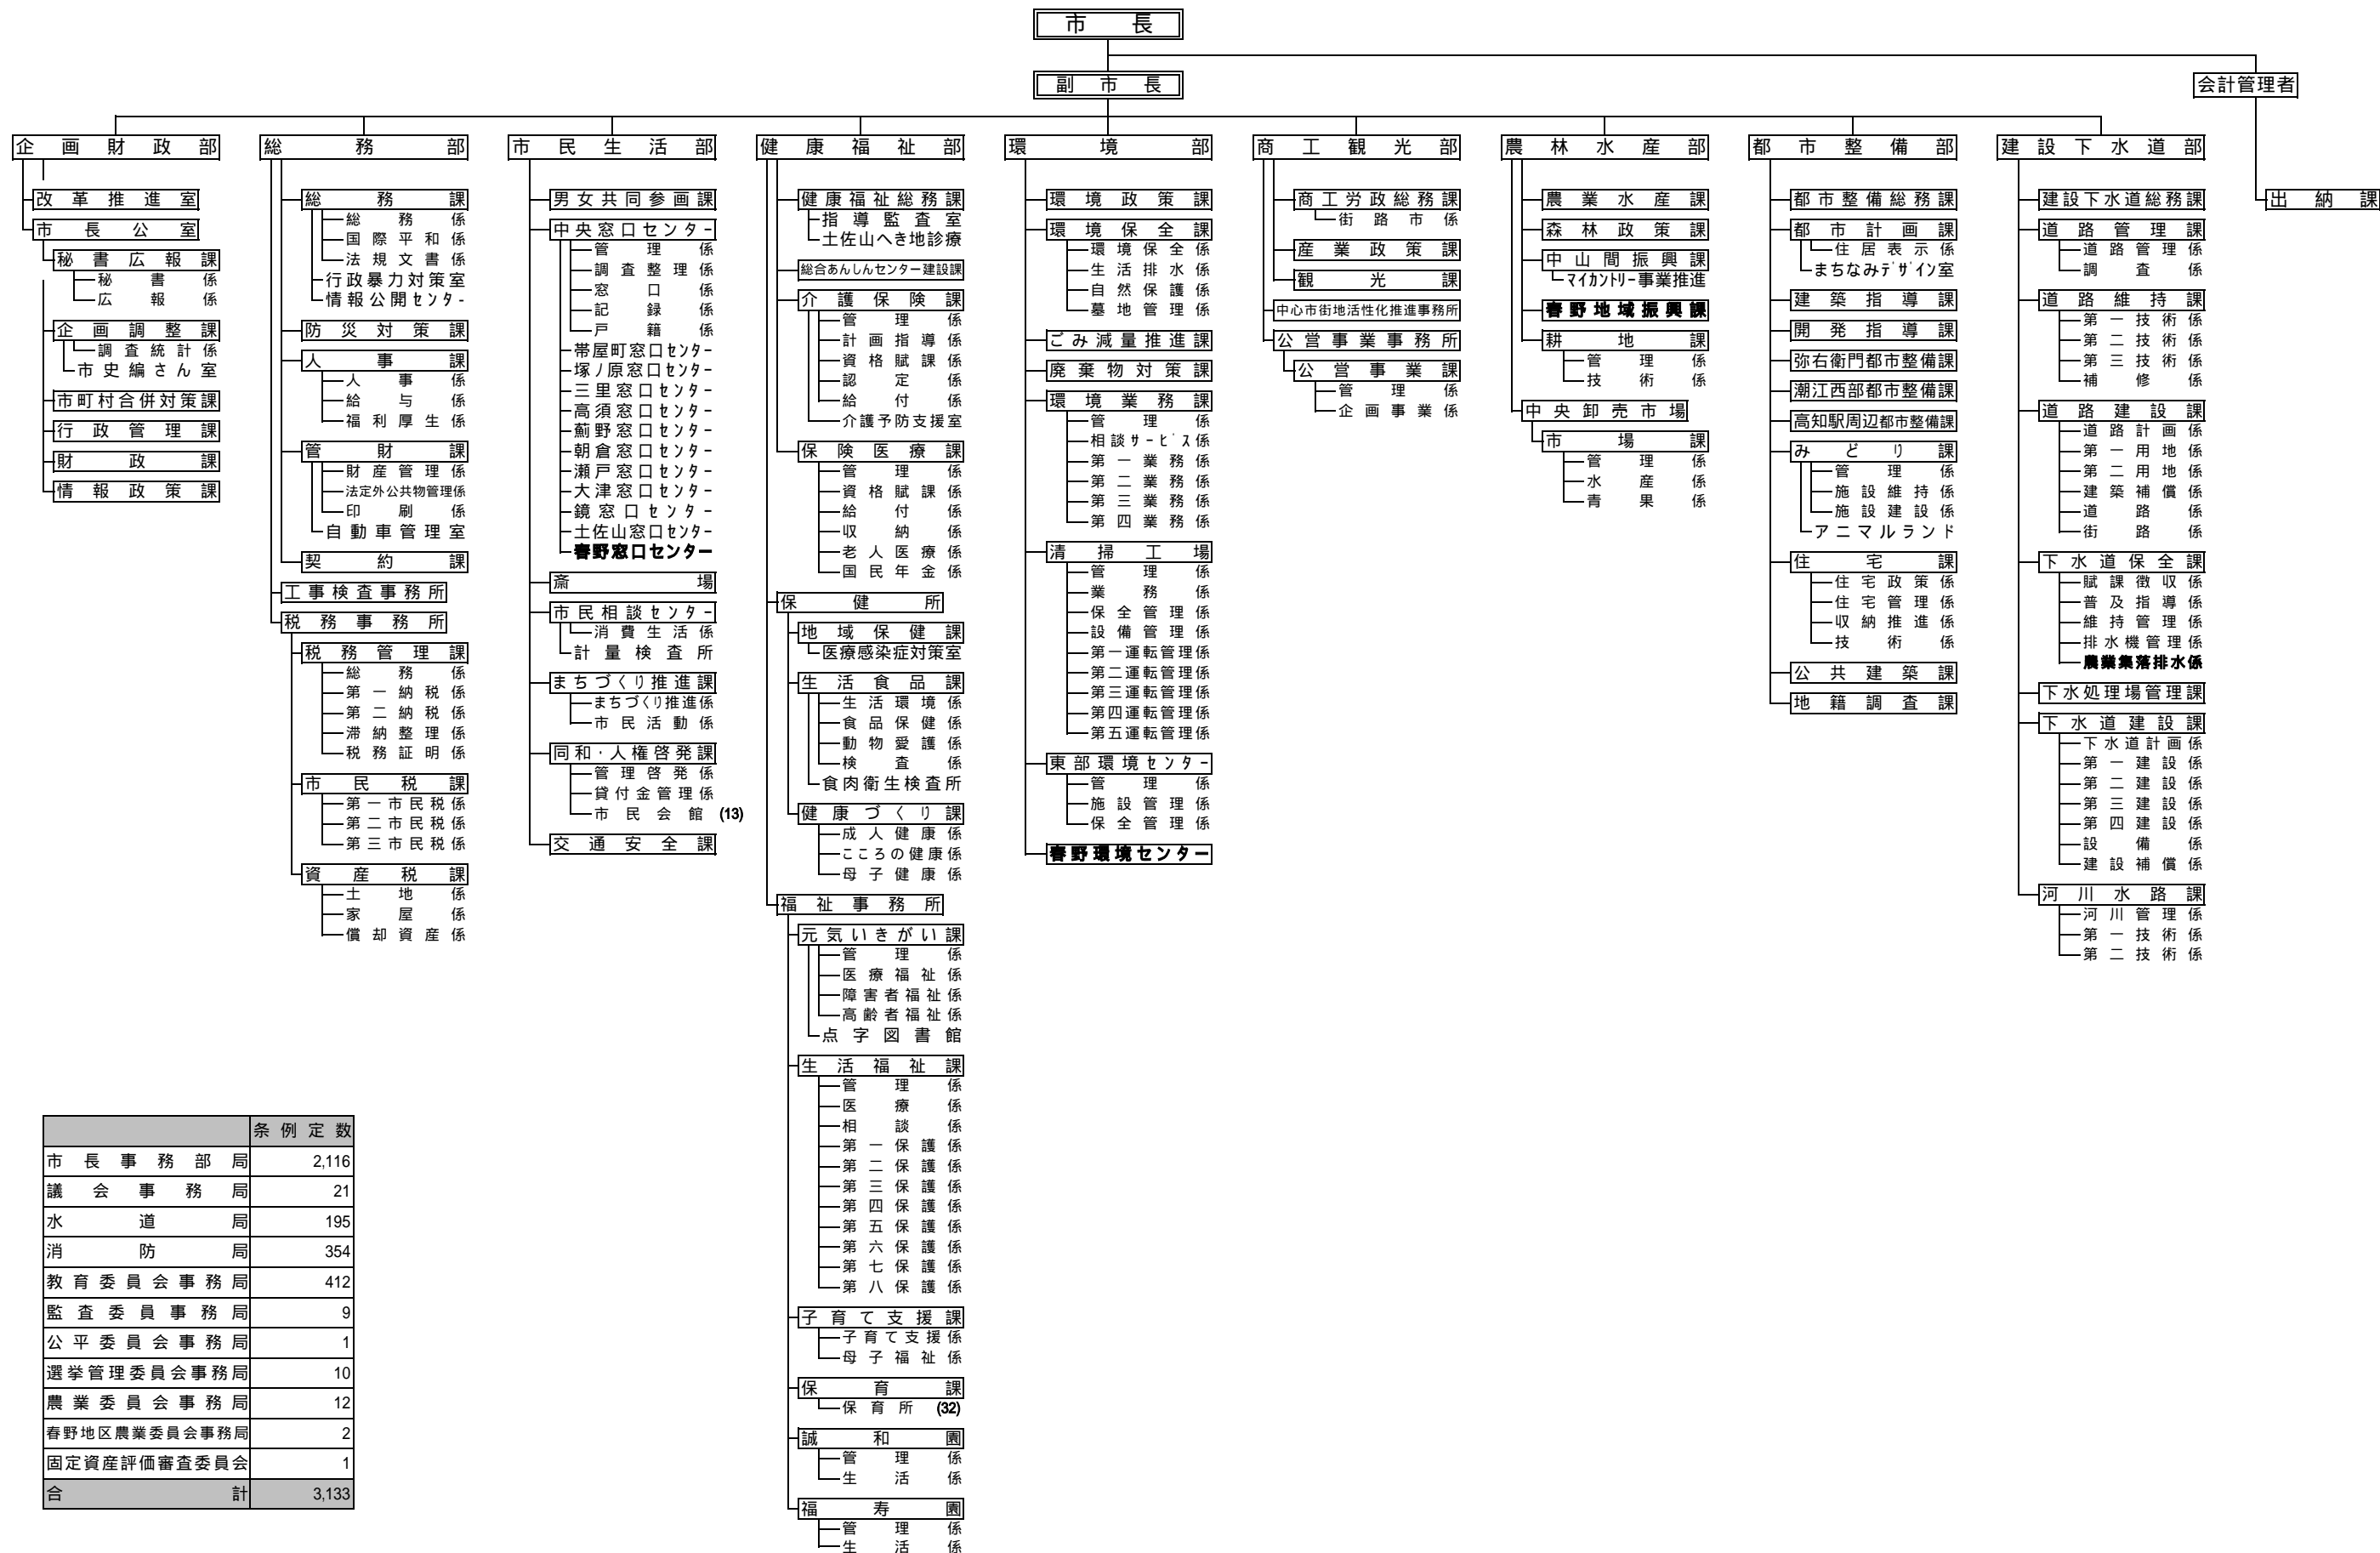 市長
副市長
会計管理者
出納課
企画財政部
改革推進室
市長公室
秘書広報課
秘書係
広報係
企画調整課
調査統計係
市史編さん室
市町村合併対策課
行政管理課
財政課
情報政策課
総務部
総務課
総務係
国際平和係
法規文書係
行政暴力対策室
情報公開センター
防災対策課
人事課
人事係
給与係
福利厚生係
管財課
財産管理係
法定外公共物管理係
印刷係
自動車管理室
契約課
工事検査事務所
税務事務所
税務管理課
総務係
第一納税係
第二納税係
滞納整理係
税務証明係
市民税課
第一市民税係
第二市民税係
第三市民税係
資産税課
土地係
家屋係
償却資産係
市民生活部
男女共同参画課
中央窓口センター
管理係
調査整理係
窓口係
記録係
戸籍係
帯屋町窓口センター
塚ノ原窓口センター
三里窓口センター
高須窓口センター
薊野窓口センター
朝倉窓口センター
瀬戸窓口センター
大津窓口センター
鏡窓口センター
土佐山窓口センター
春野窓口センター
斎場
市民相談センター
消費生活係
計量検査所
まちづくり推進課
まちづくり推進係
市民活動係
同和・人権啓発課
管理啓発係
貸付金管理係
市民会館 (13)
交通安全課
健康福祉部
健康福祉総務課
指導監査室
土佐山へき地診療
総合あんしんセンター建設課
介護保険課
管理係
計画指導係
資格賦課係
認定係
給付係
介護予防支援室
保険医療課
管理係
資格賦課係
給付係
収納係
老人医療係
国民年金係
保健所
地域保健課
医療感染症対策室
生活食品課
生活環境係
食品保健係
動物愛護係
検査係
食肉衛生検査所
健康づくり課
成人健康係
こころの健康係
母子健康係
福祉事務所
元気いきがい課
管理係
医療福祉係
障害者福祉係
高齢者福祉係
点字図書館
生活福祉課
管理係
医療係
相談係
第一保護係
第二保護係
第三保護係
第四保護係
第五保護係
第六保護係
第七保護係
第八保護係
子育て支援課
子育て支援係
母子福祉係
保育課
保育所 (32)
誠和園
管理係
生活係
福寿園
管理係
生活係
環境部
環境政策課
環境保全課
環境保全係
生活排水係
自然保護係
墓地管理係
ごみ減量推進課
廃棄物対策課
環境業務課
管理係
相談サービス係
第一業務係
第二業務係
第三業務係
第四業務係
清掃工場
管理係
業務係
保全管理係
設備管理係
第一運転管理係
第二運転管理係
第三運転管理係
第四運転管理係
第五運転管理係
東部環境センター
管理係
施設管理係
保全管理係
春野環境センター
商工観光部
商工労政総務課
街路市係
産業政策課
観光課
中心市街地活性化推進事務所
公営事業事務所
公営事業課
管理係
企画事業係
農林水産部
農業水産課
森林政策課
中山間振興課
マイカントリー事業推進
春野地域振興課
耕地課
管理係
技術係
中央卸売市場
市場課
管理係
水産係
青果係
都市整備部
都市整備総務課
都市計画課
住居表示係
まちなみデザイン室
建築指導課
開発指導課
弥右衛門都市整備課
潮江西部都市整備課
高知駅周辺都市整備課
みどり課
管理係
施設維持係
施設建設係
アニマルランド
住宅課
住宅政策係
住宅管理係
収納推進係
技術係
公共建築課
地籍調査課
建設下水道部
建設下水道総務課
道路管理課
道路管理係
調査係
道路維持課
第一技術係
第二技術係
第三技術係
補修係
道路建設課
道路計画係
第一用地係
第二用地係
建築補償係
道路係
街路係
下水道保全課
賦課徴収係
普及指導係
維持管理係
排水機管理係
農業集落排水係
下水処理場管理課
下水道建設課
下水道計画係
第一建設係
第二建設係
第三建設係
第四建設係
設備係
建設補償係
河川水路課
河川管理係
第一技術係
第二技術係
条例定数
市長事務部局 2,116
議会事務局 21
水道局 195
消防局 354
教育委員会事務局 412
監査委員事務局 9
公平委員会事務局 1
選挙管理委員会事務局 10
農業委員会事務局 12
春野地区農業委員会事務局 2
固定資産評価審査委員会 1
合計 3,133